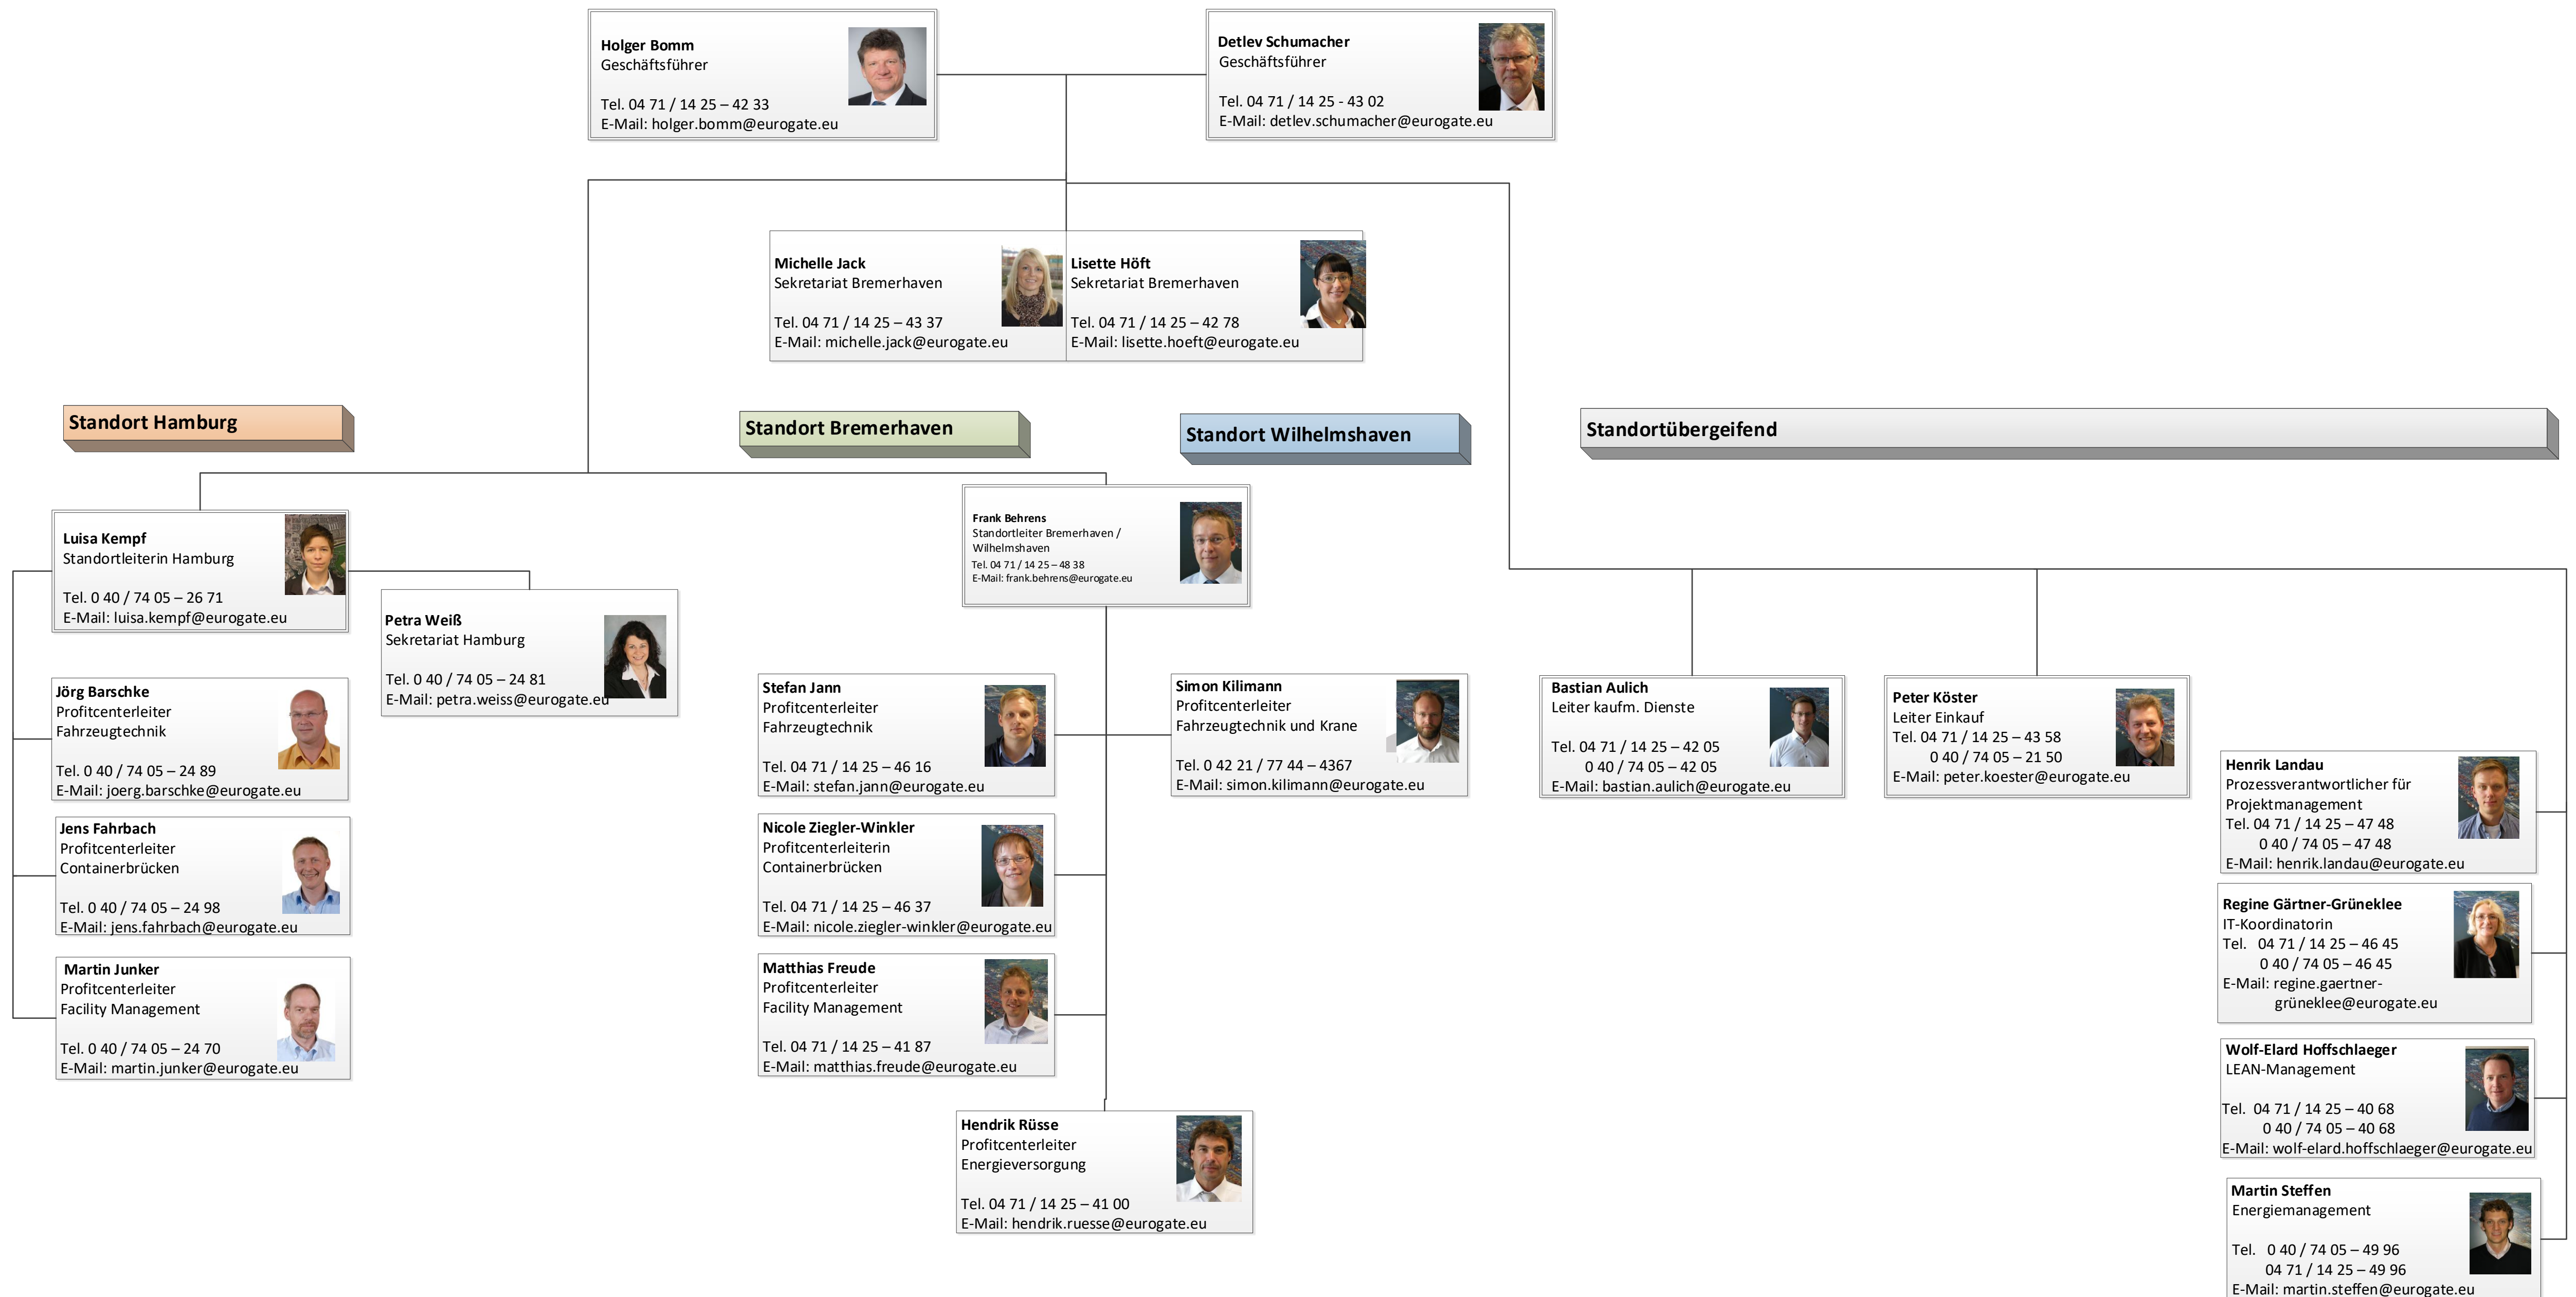 Holger Bomm
Geschäftsführer
Tel. 04 71 / 14 25 – 42 33
E-Mail: holger.bomm@eurogate.eu
Detlev Schumacher
Geschäftsführer
Tel. 04 71 / 14 25 - 43 02
E-Mail: detlev.schumacher@eurogate.eu
Michelle Jack
Sekretariat Bremerhaven
Tel. 04 71 / 14 25 – 43 37
E-Mail: michelle.jack@eurogate.eu
Lisette Höft
Sekretariat Bremerhaven
Tel. 04 71 / 14 25 – 42 78
E-Mail: lisette.hoeft@eurogate.eu
Standort Hamburg
Standort Bremerhaven
Standort Wilhelmshaven
Standortübergeifend
Luisa Kempf
Standortleiterin Hamburg
Tel. 0 40 / 74 05 – 26 71
E-Mail: luisa.kempf@eurogate.eu
Petra Weiß
Sekretariat Hamburg
Tel. 0 40 / 74 05 – 24 81
E-Mail: petra.weiss@eurogate.eu
Jörg Barschke
Profitcenterleiter
Fahrzeugtechnik
Tel. 0 40 / 74 05 – 24 89
E-Mail: joerg.barschke@eurogate.eu
Jens Fahrbach
Profitcenterleiter
Containerbrücken
Tel. 0 40 / 74 05 – 24 98
E-Mail: jens.fahrbach@eurogate.eu
Martin Junker
Profitcenterleiter
Facility Management
Tel. 0 40 / 74 05 – 24 70
E-Mail: martin.junker@eurogate.eu
Frank Behrens
Standortleiter Bremerhaven /
Wilhelmshaven
Tel. 04 71 / 14 25 – 48 38
E-Mail: frank.behrens@eurogate.eu
Stefan Jann
Profitcenterleiter
Fahrzeugtechnik
Tel. 04 71 / 14 25 – 46 16
E-Mail: stefan.jann@eurogate.eu
Simon Kilimann
Profitcenterleiter
Fahrzeugtechnik und Krane
Tel. 0 42 21 / 77 44 – 4367
E-Mail: simon.kilimann@eurogate.eu
Nicole Ziegler-Winkler
Profitcenterleiterin
Containerbrücken
Tel. 04 71 / 14 25 – 46 37
E-Mail: nicole.ziegler-winkler@eurogate.eu
Matthias Freude
Profitcenterleiter
Facility Management
Tel. 04 71 / 14 25 – 41 87
E-Mail: matthias.freude@eurogate.eu
Hendrik Rüsse
Profitcenterleiter
Energieversorgung
Tel. 04 71 / 14 25 – 41 00
E-Mail: hendrik.ruesse@eurogate.eu
Bastian Aulich
Leiter kaufm. Dienste
Tel. 04 71 / 14 25 – 42 05
0 40 / 74 05 – 42 05
E-Mail: bastian.aulich@eurogate.eu
Peter Köster
Leiter Einkauf
Tel. 04 71 / 14 25 – 43 58
0 40 / 74 05 – 21 50
E-Mail: peter.koester@eurogate.eu
Henrik Landau
Prozessverantwortlicher für
Projektmanagement
Tel. 04 71 / 14 25 – 47 48
0 40 / 74 05 – 47 48
E-Mail: henrik.landau@eurogate.eu
Regine Gärtner-Grüneklee
IT-Koordinatorin
Tel. 04 71 / 14 25 – 46 45
0 40 / 74 05 – 46 45
E-Mail: regine.gaertner-
grüneklee@eurogate.eu
Wolf-Elard Hoffschlaeger
LEAN-Management
Tel. 04 71 / 14 25 – 40 68
0 40 / 74 05 – 40 68
E-Mail: wolf-elard.hoffschlaeger@eurogate.eu
Martin Steffen
Energiemanagement
Tel. 0 40 / 74 05 – 49 96
04 71 / 14 25 – 49 96
E-Mail: martin.steffen@eurogate.eu